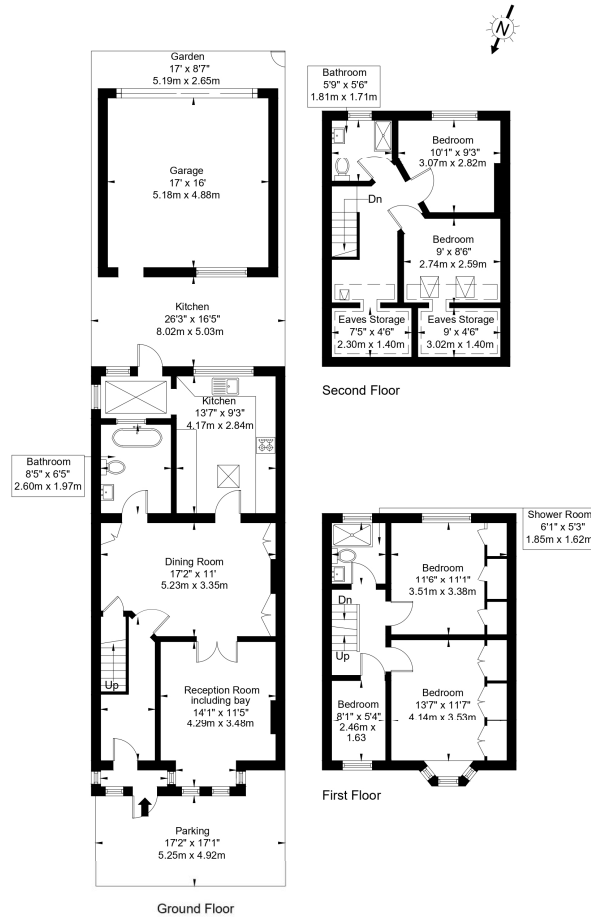 N
Garden
17' x 8'7"
5.19m x 2.65m
Garage
17' x 16'
5.18m x 4.88m
Kitchen
26'3" x 16'5"
8.02m x 5.03m
Kitchen
13'7" x 9'3"
4.17m x 2.84m
Bathroom
8'5" x 6'5"
2.60m x 1.97m
Dining Room
17'2" x 11'
5.23m x 3.35m
Up
Reception Room
including bay
14'1" x 11'5"
4.29m x 3.48m
Parking
17'2" x 17'1"
5.25m x 4.92m
Ground Floor
Bathroom
5'9" x 5'6"
1.81m x 1.71m
Bedroom
10'1" x 9'3"
3.07m x 2.82m
Dn
Bedroom
9' x 8'6"
2.74m x 2.59m
Eaves Storage
7'5" x 4'6"
2.30m x 1.40m
Eaves Storage
9' x 4'6"
3.02m x 1.40m
Second Floor
Shower Room
6'1" x 5'3"
1.85m x 1.62m
Bedroom
11'6" x 11'1"
3.51m x 3.38m
Dn
Up
Bedroom
8'1" x 5'4"
2.46m x
1.63
Bedroom
13'7" x 11'7"
4.14m x 3.53m
First Floor